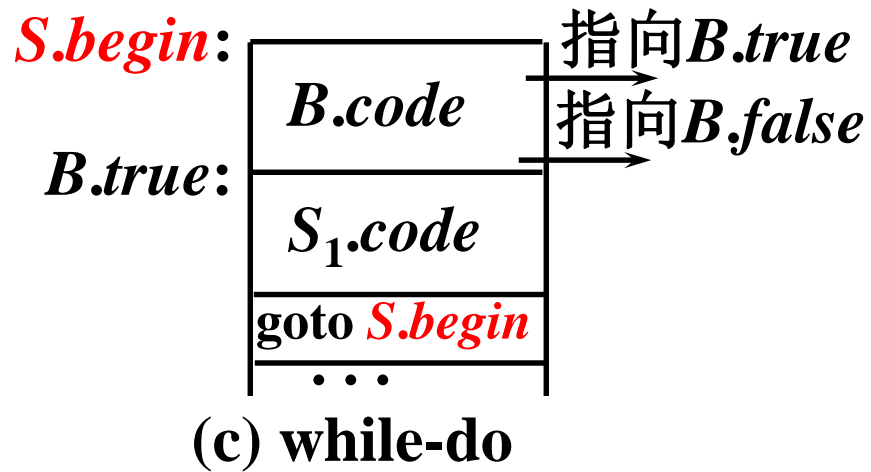 S.begin:
指向B.true
B.code
指向B.false
B.true:
S₁.code
goto S.begin
...
(c) while-do